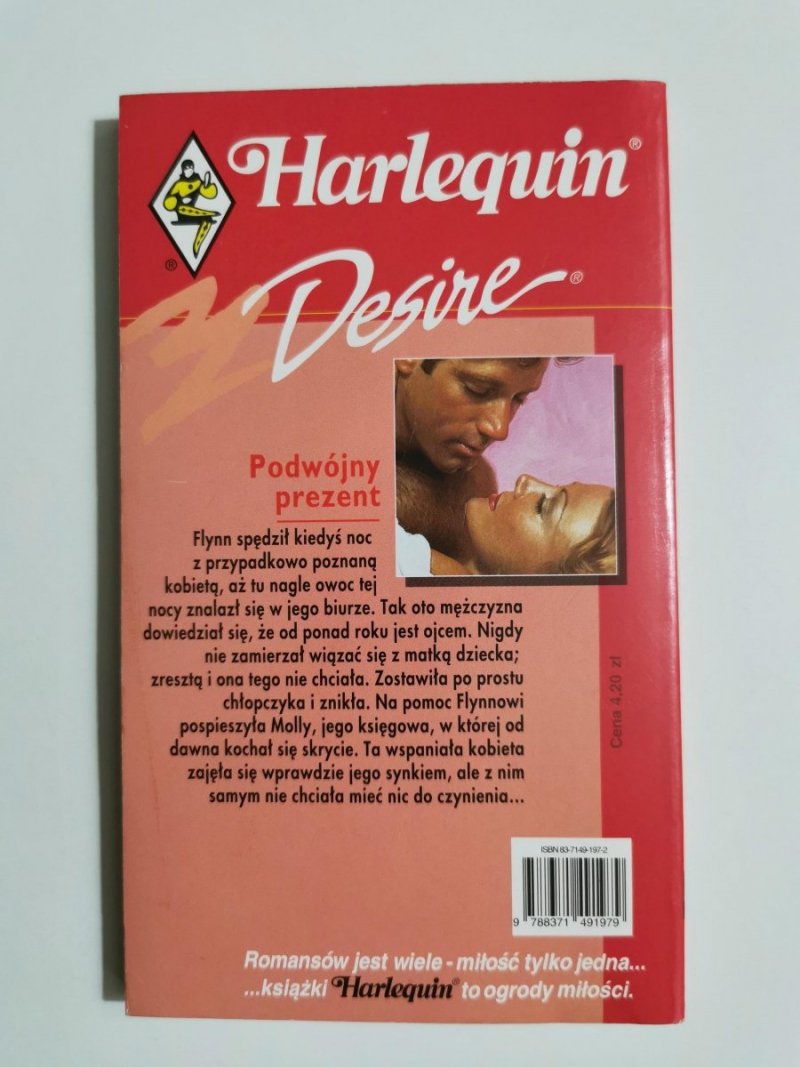 Harlequin®
®
Desire®
Podwójny
prezent
Flynn spędził kiedyś noc
z przypadkowo poznaną
kobietą, aż tu nagle owoc tej
nocy znalazł się w jego biurze. Tak oto mężczyzna
dowiedział się, że od ponad roku jest ojcem. Nigdy
nie zamierzał wiązać się z matką dziecka;
zresztą i ona tego nie chciała. Zostawiła po prostu
chłopczyka i znikła. Na pomoc Flynnowi
pospieszyła Molly, jego księgowa, w której od
dawna kochał się skrycie. Ta wspaniała kobieta
zajęła się wprawdzie jego synkiem, ale z nim
samym nie chciała mieć nic do czynienia...
Cena 4,20 zł
ISBN 83-7149-197-2
9 788371 491979
Romansów jest wiele - miłość tylko jedna...
...książki Harlequin® to ogrody miłości.